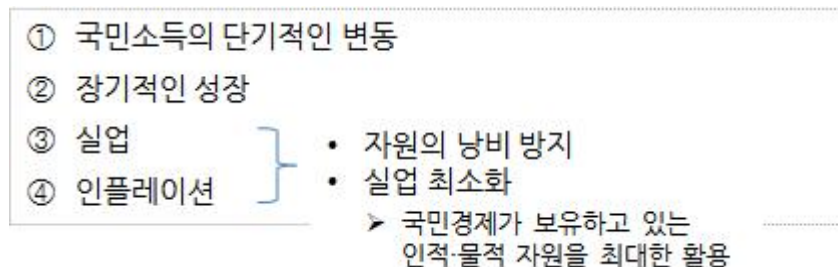 ① 국민소득의 단기적인 변동
② 장기적인 성장
③ 실업
④ 인플레이션
• 자원의 낭비 방지
• 실업 최소화
➤ 국민경제가 보유하고 있는
인적·물적 자원을 최대한 활용